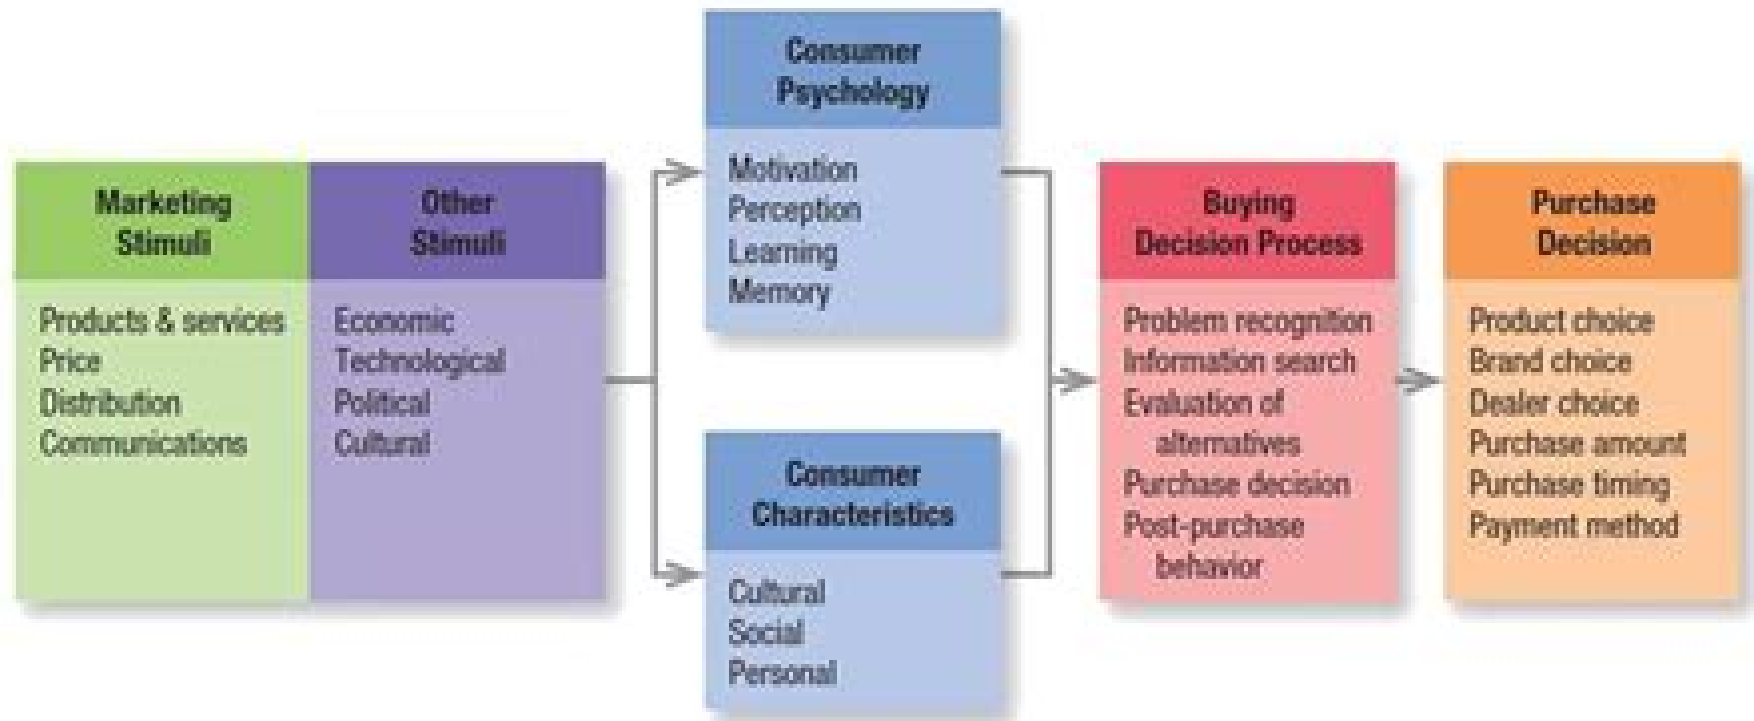 Marketing
Stimuli
Products & services
Price
Distribution
Communications
Other
Stimuli
Economic
Technological
Political
Cultural
Consumer
Psychology
Motivation
Perception
Learning
Memory
Consumer
Characteristics
Cultural
Social
Personal
Buying
Decision Process
Problem recognition
Information search
Evaluation of
alternatives
Purchase decision
Post-purchase
behavior
Purchase
Decision
Product choice
Brand choice
Dealer choice
Purchase amount
Purchase timing
Payment method